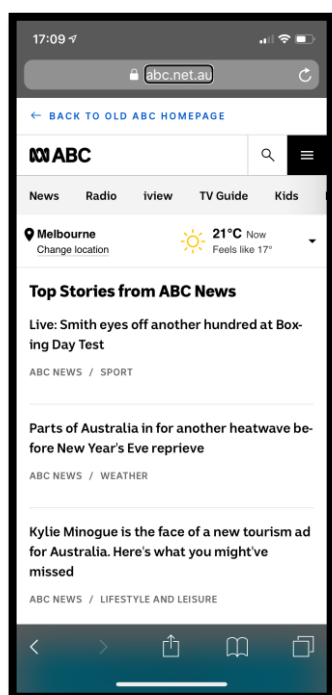 17:09
abc.net.au
← BACK TO OLD ABC HOMEPAGE
ABC
News Radio iview TV Guide Kids
Melbourne 21°C Now
Change location Feels like 17°
Top Stories from ABC News
Live: Smith eyes off another hundred at Box-
ing Day Test
ABC NEWS / SPORT
Parts of Australia in for another heatwave be-
fore New Year's Eve reprieve
ABC NEWS / WEATHER
Kylie Minogue is the face of a new tourism ad
for Australia. Here's what you might've
missed
ABC NEWS / LIFESTYLE AND LEISURE